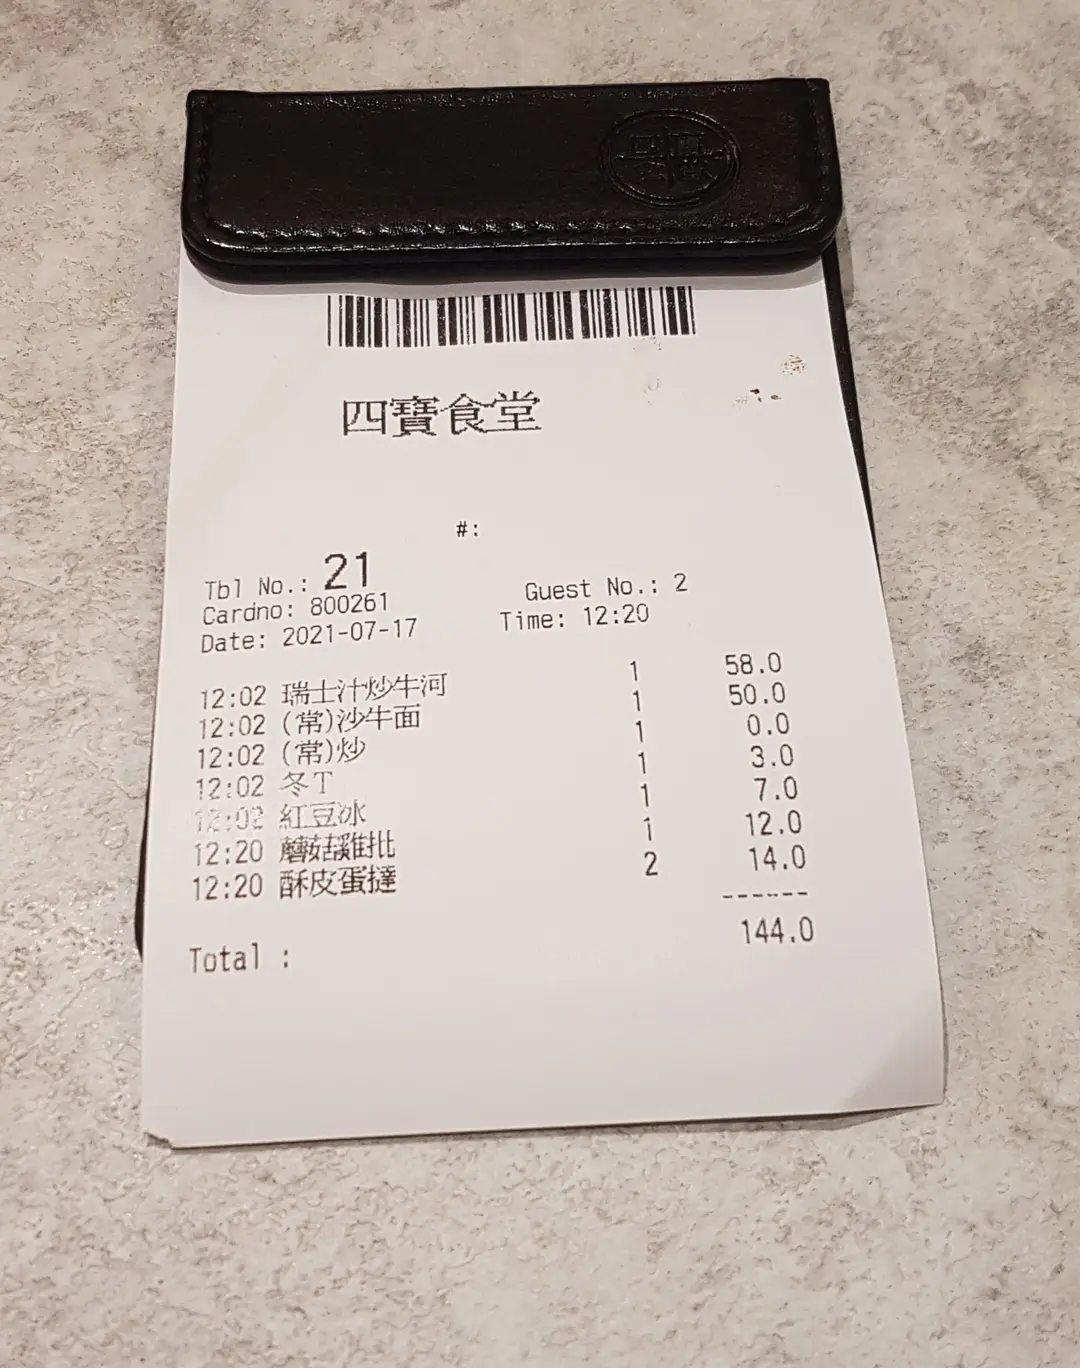 四寶食堂
#:
Tbl No.: 21 Guest No.: 2
Cardno: 800261
Date: 2021-07-17 Time: 12:20
12:02 瑞士汁炒牛河 1 58.0
12:02 (常)沙牛面 1 50.0
12:02 (常)炒 1 0.0
12:02 冬T 1 3.0
12:02 紅豆冰 1 7.0
12:20 蘑菇雞批 1 12.0
12:20 酥皮蛋撻 2 14.0
-------
Total : 144.0